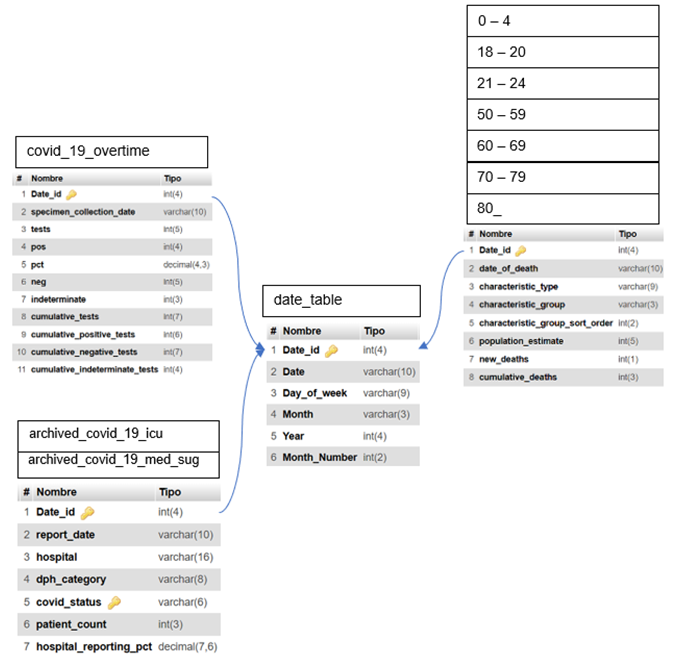 covid_19_overtime
# Nombre Tipo
1 Date_id int(4)
2 specimen_collection_date varchar(10)
3 tests int(5)
4 pos int(4)
5 pct decimal(4,3)
6 neg int(5)
7 indeterminate int(3)
8 cumulative_tests int(7)
9 cumulative_positive_tests int(6)
10 cumulative_negative_tests int(7)
11 cumulative_indeterminate_tests int(4)
archived_covid_19_icu
archived_covid_19_med_sug
# Nombre Tipo
1 Date_id int(4)
2 report_date varchar(10)
3 hospital varchar(16)
4 dph_category varchar(8)
5 covid_status varchar(6)
6 patient_count int(3)
7 hospital_reporting_pct decimal(7,6)
date_table
# Nombre Tipo
1 Date_id int(4)
2 Date varchar(10)
3 Day_of_week varchar(9)
4 Month varchar(3)
5 Year int(4)
6 Month_Number int(2)
0 – 4
18 – 20
21 – 24
50 – 59
60 – 69
70 – 79
80_
# Nombre Tipo
1 Date_id int(4)
2 date_of_death varchar(10)
3 characteristic_type varchar(9)
4 characteristic_group varchar(3)
5 characteristic_group_sort_order int(2)
6 population_estimate int(5)
7 new_deaths int(1)
8 cumulative_deaths int(3)